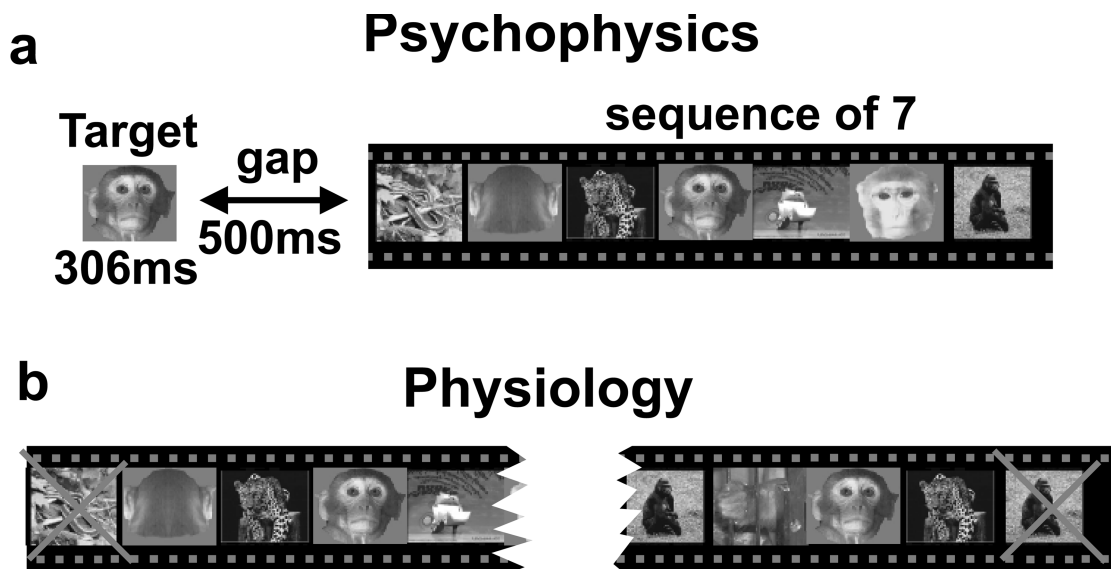 a
Psychophysics
Target
gap
sequence of 7
500ms
306ms
b
Physiology